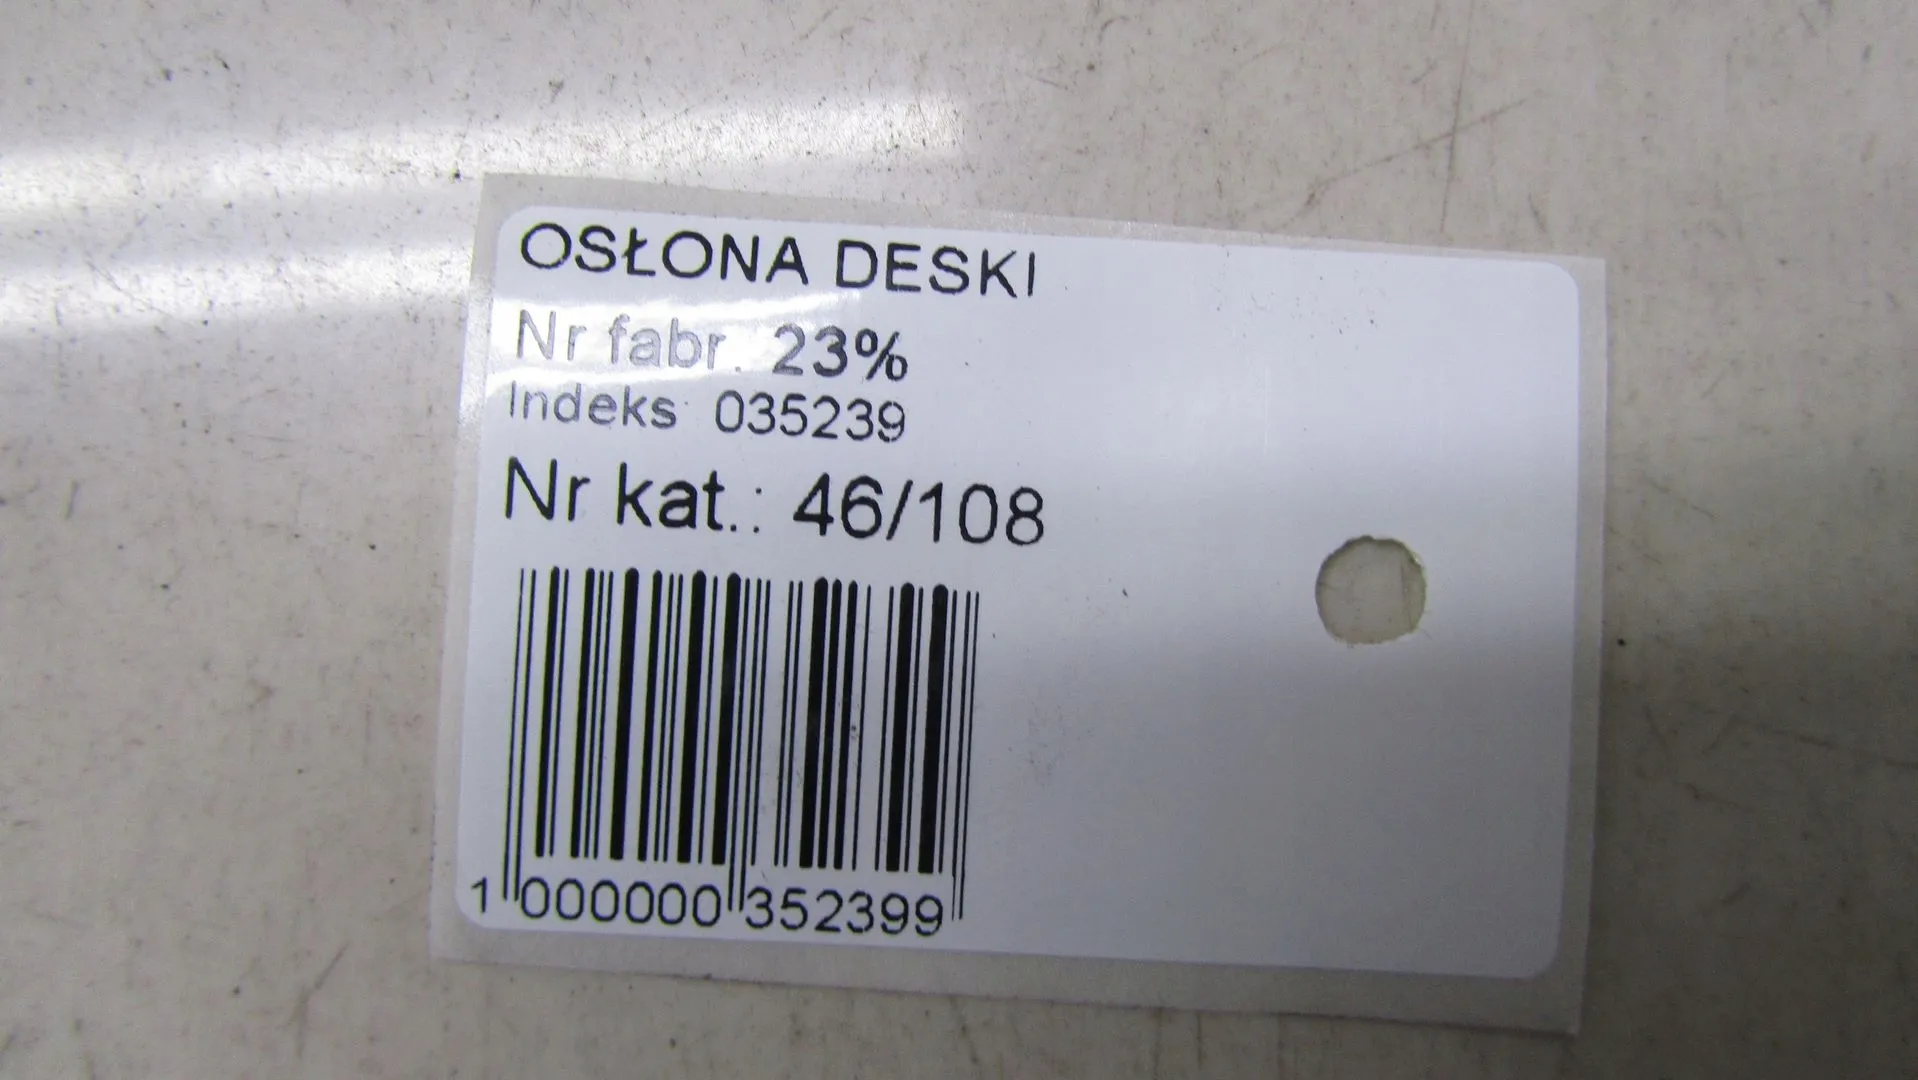 OSŁONA DESKI
Nr fabr.: 23%
Indeks: 035239
Nr kat.: 46/108
1 000000 352399